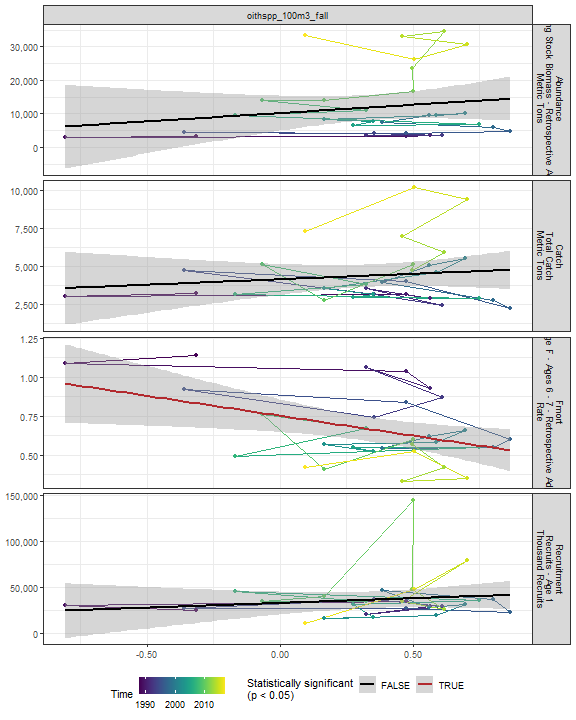 oithspp_100m3_fall
30,000
20,000
10,000
0
Abundance
ng Stock Biomass - Retrospective A
Metric Tons
10,000
7,500
5,000
2,500
Catch
Total Catch
Metric Tons
1.25
1.00
0.75
0.50
Fmort
F - Ages 6 - 7 - Retrospective Ad
Rate
150,000
100,000
50,000
0
Recruitment
Recruits - Age 1
Thousand Recruits
-0.50
0.00
0.50
Time
1990 2000 2010
Statistically significant
(p < 0.05)
FALSE
TRUE